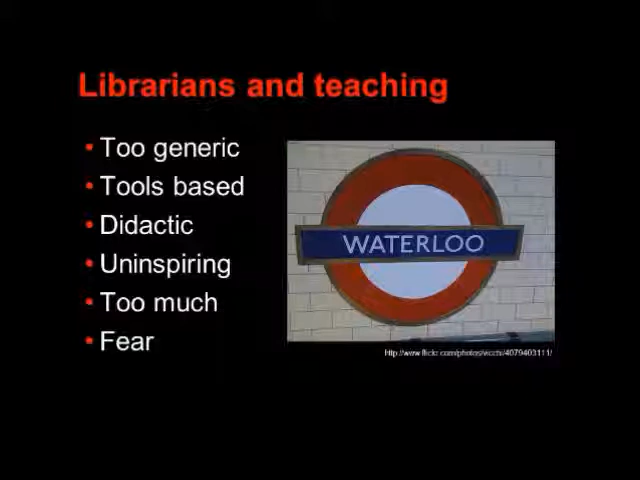 Librarians and teaching
• Too generic
• Tools based
• Didactic
• Uninspiring
• Too much
• Fear
WATERLOO